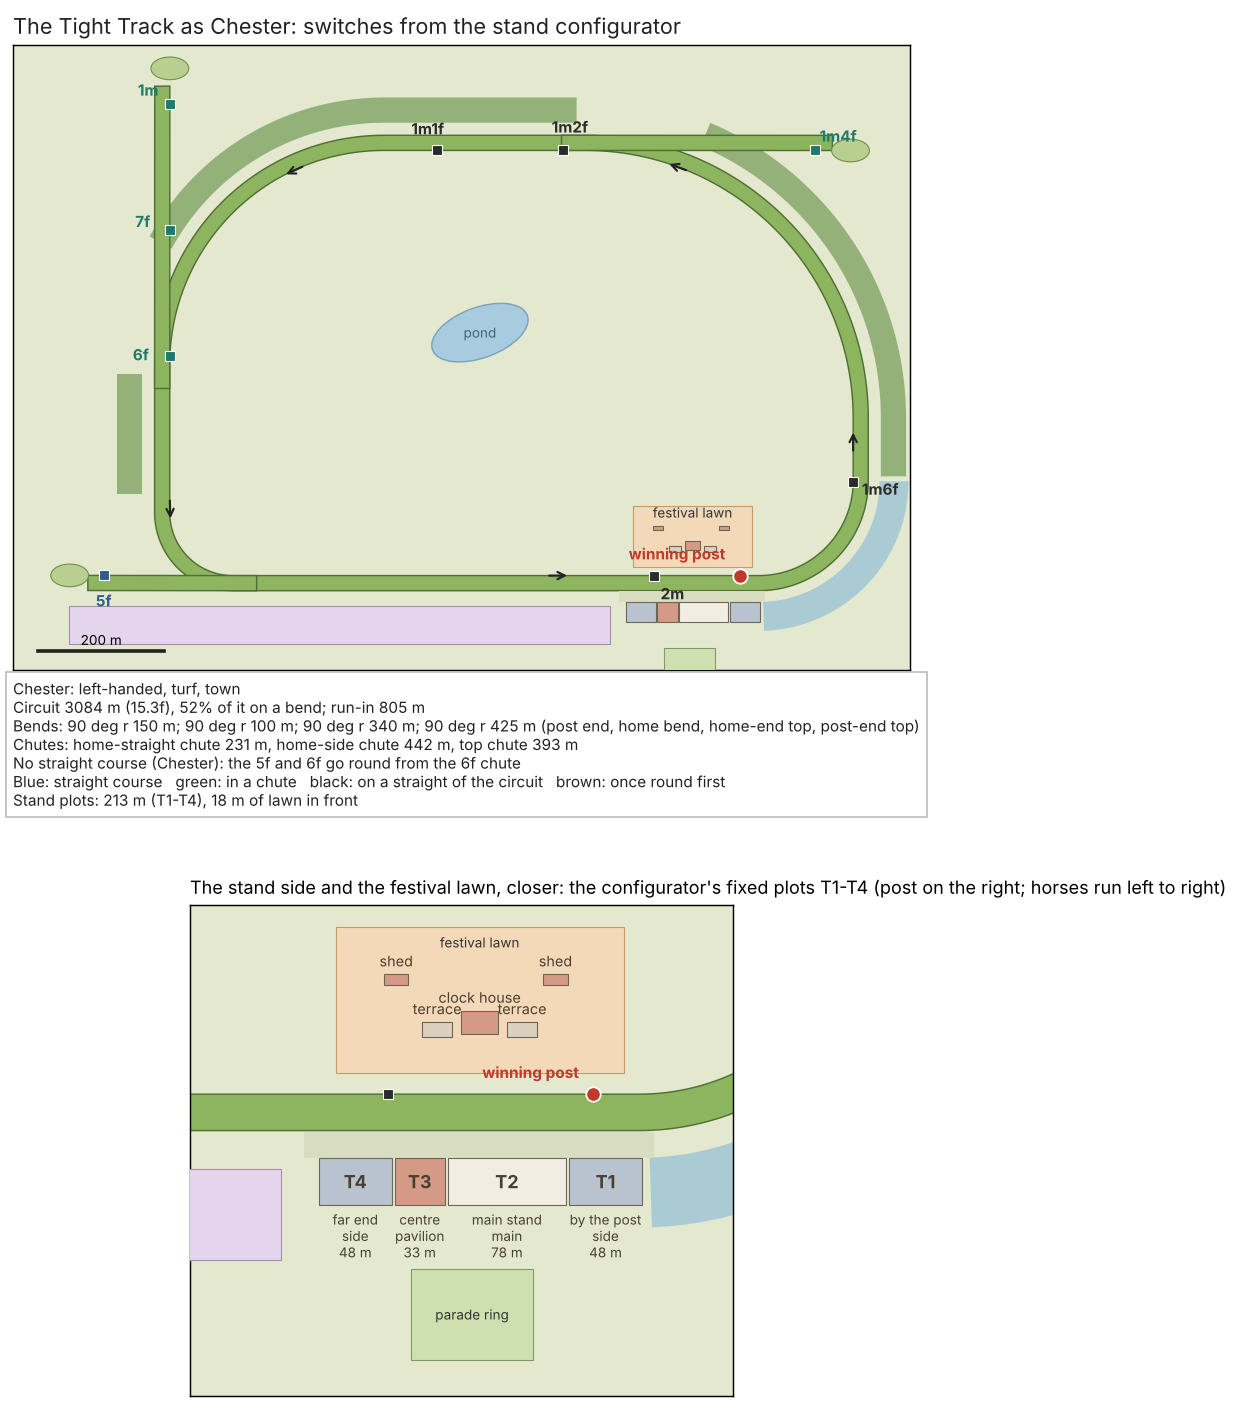 The Tight Track as Chester: switches from the stand configurator
1m
1m1f
1m2f
1m4f
7f
pond
6f
1m6f
festival lawn
winning post
2m
5f
200 m
Chester: left-handed, turf, town
Circuit 3084 m (15.3f), 52% of it on a bend; run-in 805 m
Bends: 90 deg r 150 m; 90 deg r 100 m; 90 deg r 340 m; 90 deg r 425 m (post end, home bend, home-end top, post-end top)
Chutes: home-straight chute 231 m, home-side chute 442 m, top chute 393 m
No straight course (Chester): the 5f and 6f go round from the 6f chute
Blue: straight course   green: in a chute   black: on a straight of the circuit   brown: once round first
Stand plots: 213 m (T1-T4), 18 m of lawn in front
The stand side and the festival lawn, closer: the configurator's fixed plots T1-T4 (post on the right; horses run left to right)
festival lawn
shed
shed
clock house
terrace
terrace
winning post
T4
T3
T2
T1
far end
side
48 m
centre
pavilion
33 m
main stand
main
78 m
by the post
side
48 m
parade ring